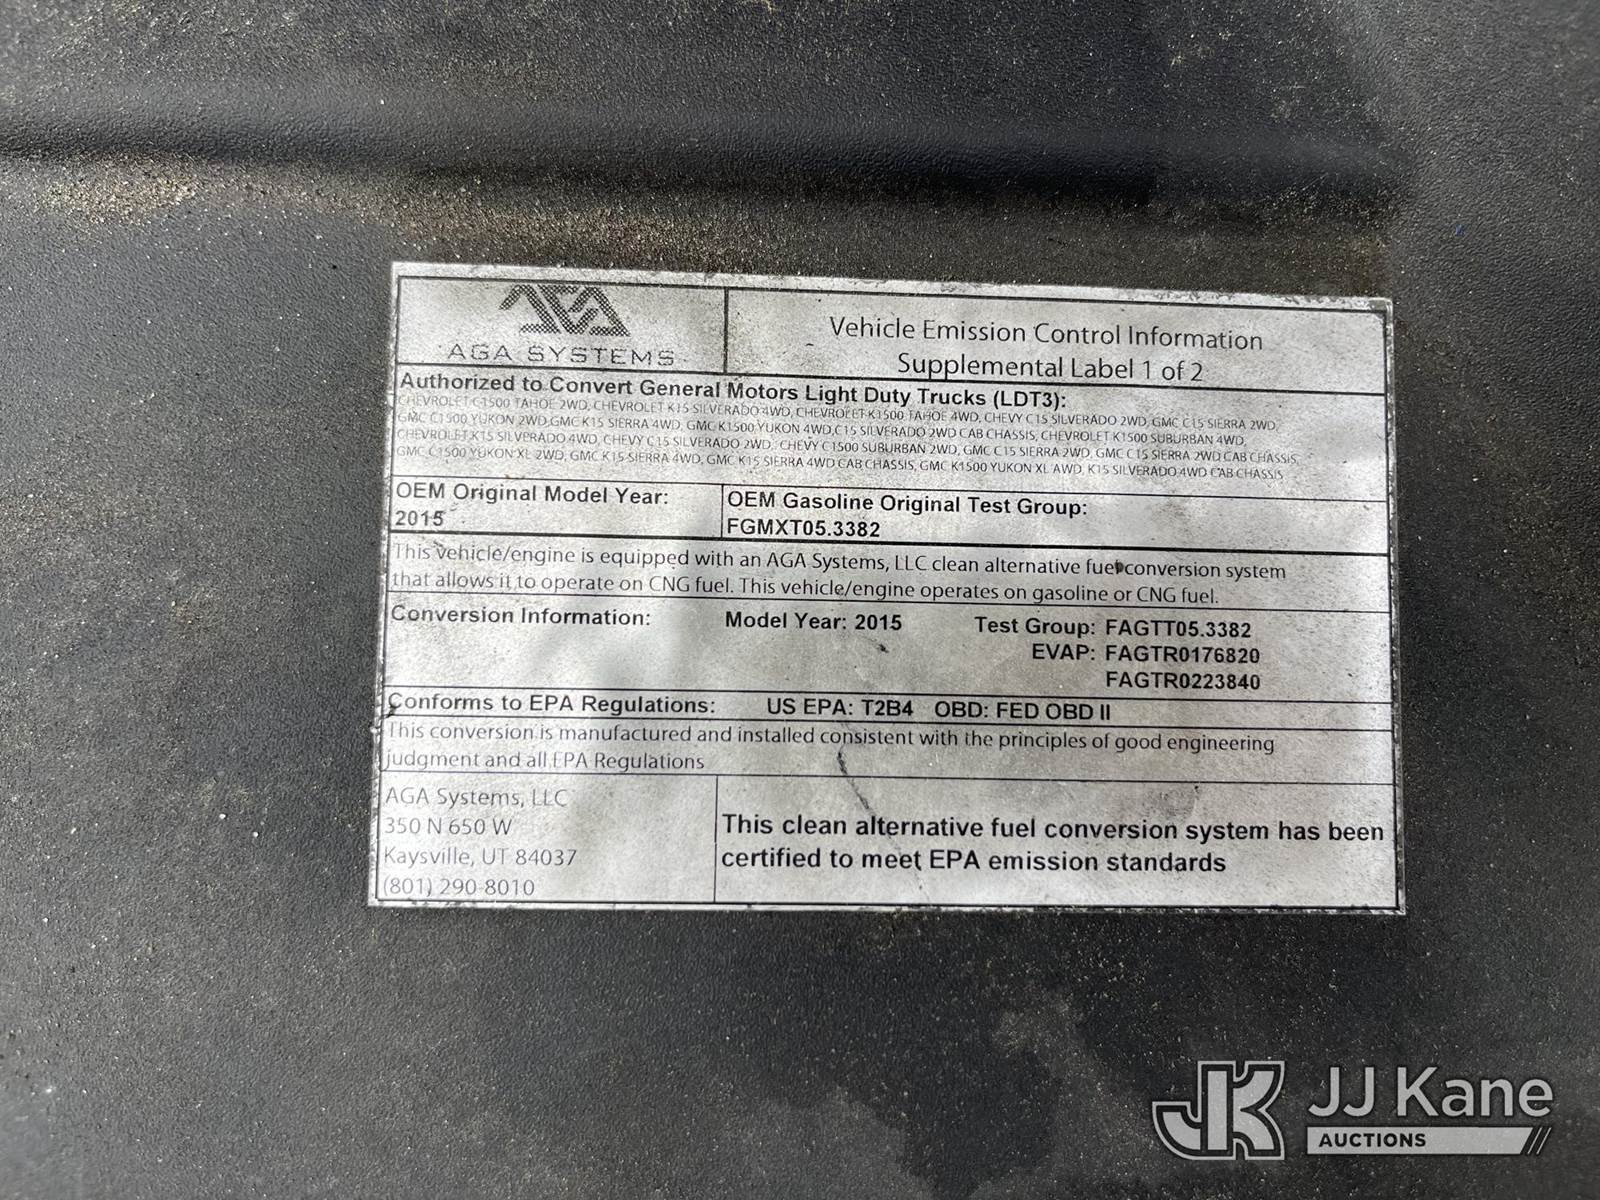 AGA SYSTEMS
Vehicle Emission Control Information
Supplemental Label 1 of 2
Authorized to Convert General Motors Light Duty Trucks (LDT3):
CHEVROLET C1500 TAHOE 2WD, CHEVROLET K15 SILVERADO 4WD, CHEVROLET K1500 TAHOE 4WD, CHEVY C15 SILVERADO 2WD, GMC C15 SIERRA 2WD,
GMC C1500 YUKON 2WD,GMC K15 SIERRA 4WD, GMC K1500 YUKON 4WD,C15 SILVERADO 2WD CAB CHASSIS, CHEVROLET K1500 SUBURBAN 4WD,
CHEVROLET K15 SILVERADO 4WD, CHEVY C15 SILVERADO 2WD, CHEVY C1500 SUBURBAN 2WD, GMC C15 SIERRA 2WD, GMC C15 SIERRA 2WD CAB CHASSIS,
GMC C1500 YUKON XL 2WD, GMC K15 SIERRA 4WD, GMC K15 SIERRA 4WD CAB CHASSIS, GMC K1500 YUKON XL AWD, K15 SILVERADO 4WD CAB CHASSIS
OEM Original Model Year:
2015
OEM Gasoline Original Test Group:
FGMXT05.3382
This vehicle/engine is equipped with an AGA Systems, LLC clean alternative fuel conversion system
that allows it to operate on CNG fuel. This vehicle/engine operates on gasoline or CNG fuel.
Conversion Information: Model Year: 2015 Test Group: FAGTT05.3382
EVAP: FAGTR0176820
FAGTR0223840
Conforms to EPA Regulations: US EPA: T2B4 OBD: FED OBD II
This conversion is manufactured and installed consistent with the principles of good engineering
judgment and all EPA Regulations
AGA Systems, LLC
350 N 650 W
Kaysville, UT 84037
(801) 290-8010
This clean alternative fuel conversion system has been
certified to meet EPA emission standards
JK JJ Kane
AUCTIONS